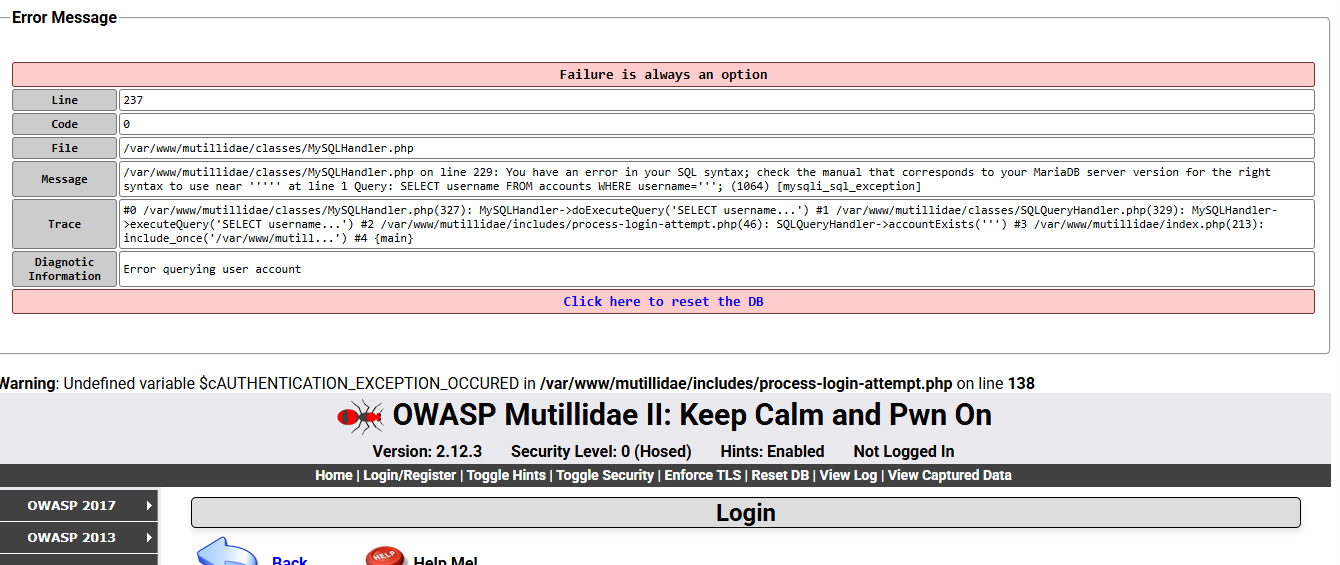 Error Message
Failure is always an option
Line 237
Code 0
File /var/www/mutillidae/classes/MySQLHandler.php
Message /var/www/mutillidae/classes/MySQLHandler.php on line 229: You have an error in your SQL syntax; check the manual that corresponds to your MariaDB server version for the right
syntax to use near ''''' at line 1 Query: SELECT username FROM accounts WHERE username='''; (1064) [mysqli_sql_exception]
Trace #0 /var/www/mutillidae/classes/MySQLHandler.php(327): MySQLHandler->doExecuteQuery('SELECT username...') #1 /var/www/mutillidae/classes/SQLQueryHandler.php(329): MySQLHandler-
>executeQuery('SELECT username...') #2 /var/www/mutillidae/includes/process-login-attempt.php(46): SQLQueryHandler->accountExists(''') #3 /var/www/mutillidae/index.php(213):
include_once('/var/www/mutill...') #4 {main}
Diagnostic
Information Error querying user account
Click here to reset the DB
Warning: Undefined variable $cAUTHENTICATION_EXCEPTION_OCCURED in /var/www/mutillidae/includes/process-login-attempt.php on line 138
OWASP Mutillidae II: Keep Calm and Pwn On
Version: 2.12.3 Security Level: 0 (Hosed) Hints: Enabled Not Logged In
Home | Login/Register | Toggle Hints | Toggle Security | Enforce TLS | Reset DB | View Log | View Captured Data
OWASP 2017
Login
OWASP 2013
HELP
Back Help Me!